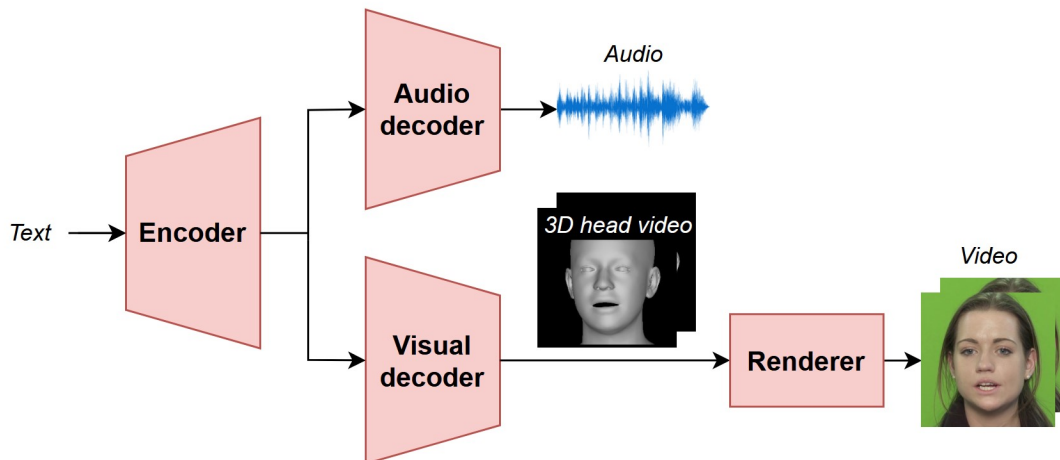 Text
Encoder
Audio
decoder
Audio
Visual
decoder
3D head video
Renderer
Video